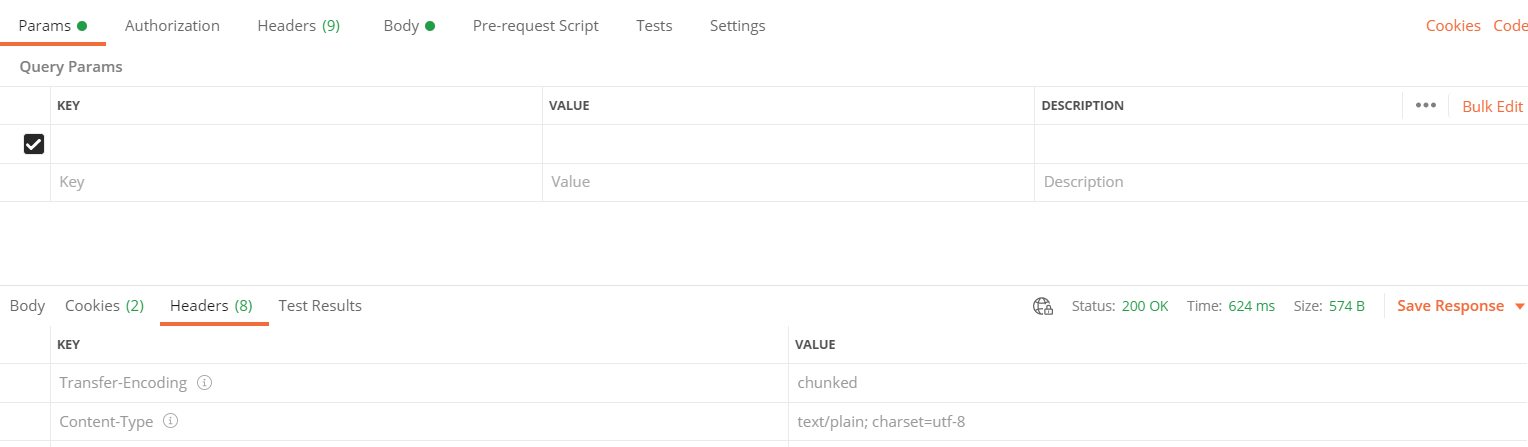 Params Authorization Headers (9) Body Pre-request Script Tests Settings Cookies Code
Query Params
KEY VALUE DESCRIPTION ••• Bulk Edit
Key Value Description
Body Cookies (2) Headers (8) Test Results Status: 200 OK Time: 624 ms Size: 574 B Save Response
KEY VALUE
Transfer-Encoding chunked
Content-Type text/plain; charset=utf-8